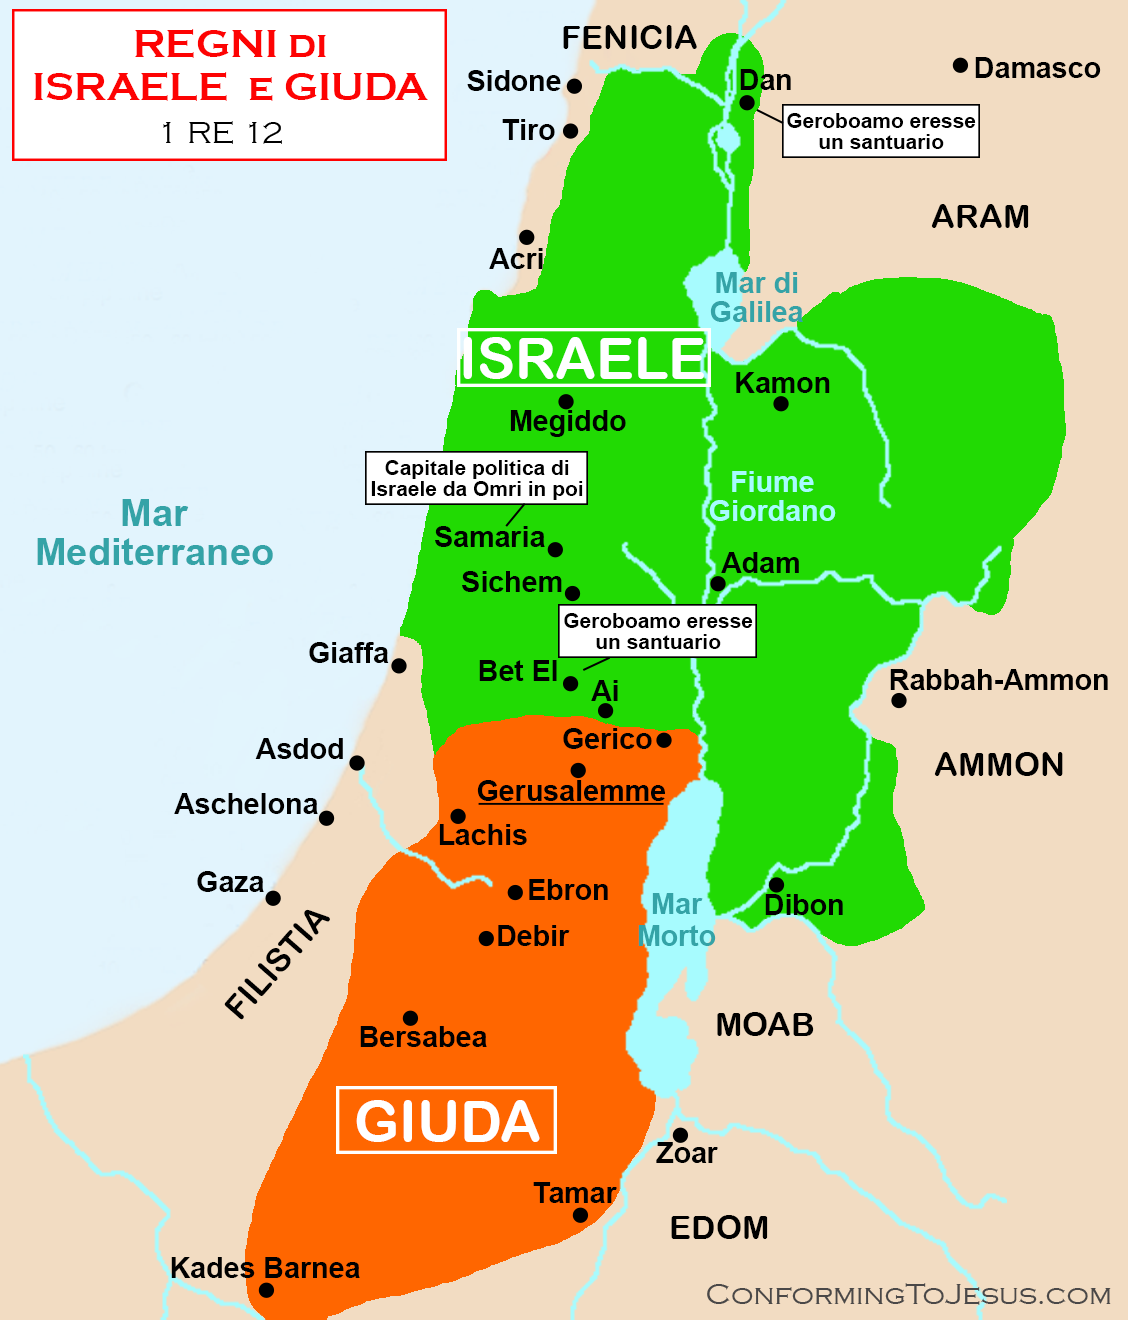 REGNI DI
ISRAELE E GIUDA
1 RE 12
FENICIA
Sidone
Dan
Damasco
Tiro
Geroboamo eresse
un santuario
ARAM
Acri
Mar di
Galilea
ISRAELE
Kamon
Megiddo
Capitale politica di
Israele da Omri in poi
Fiume
Giordano
Mar
Mediterraneo
Samaria
Adam
Sichem
Geroboamo eresse
un santuario
Giaffa
Bet El
Ai
Rabbah-Ammon
Gerico
Asdod
AMMON
Gerusalemme
Aschelona
Lachis
Gaza
Ebron
Mar
Morto
Dibon
Debir
FILISTIA
MOAB
Bersabea
GIUDA
Zoar
Tamar
EDOM
Kades Barnea
ConformingToJesus.com